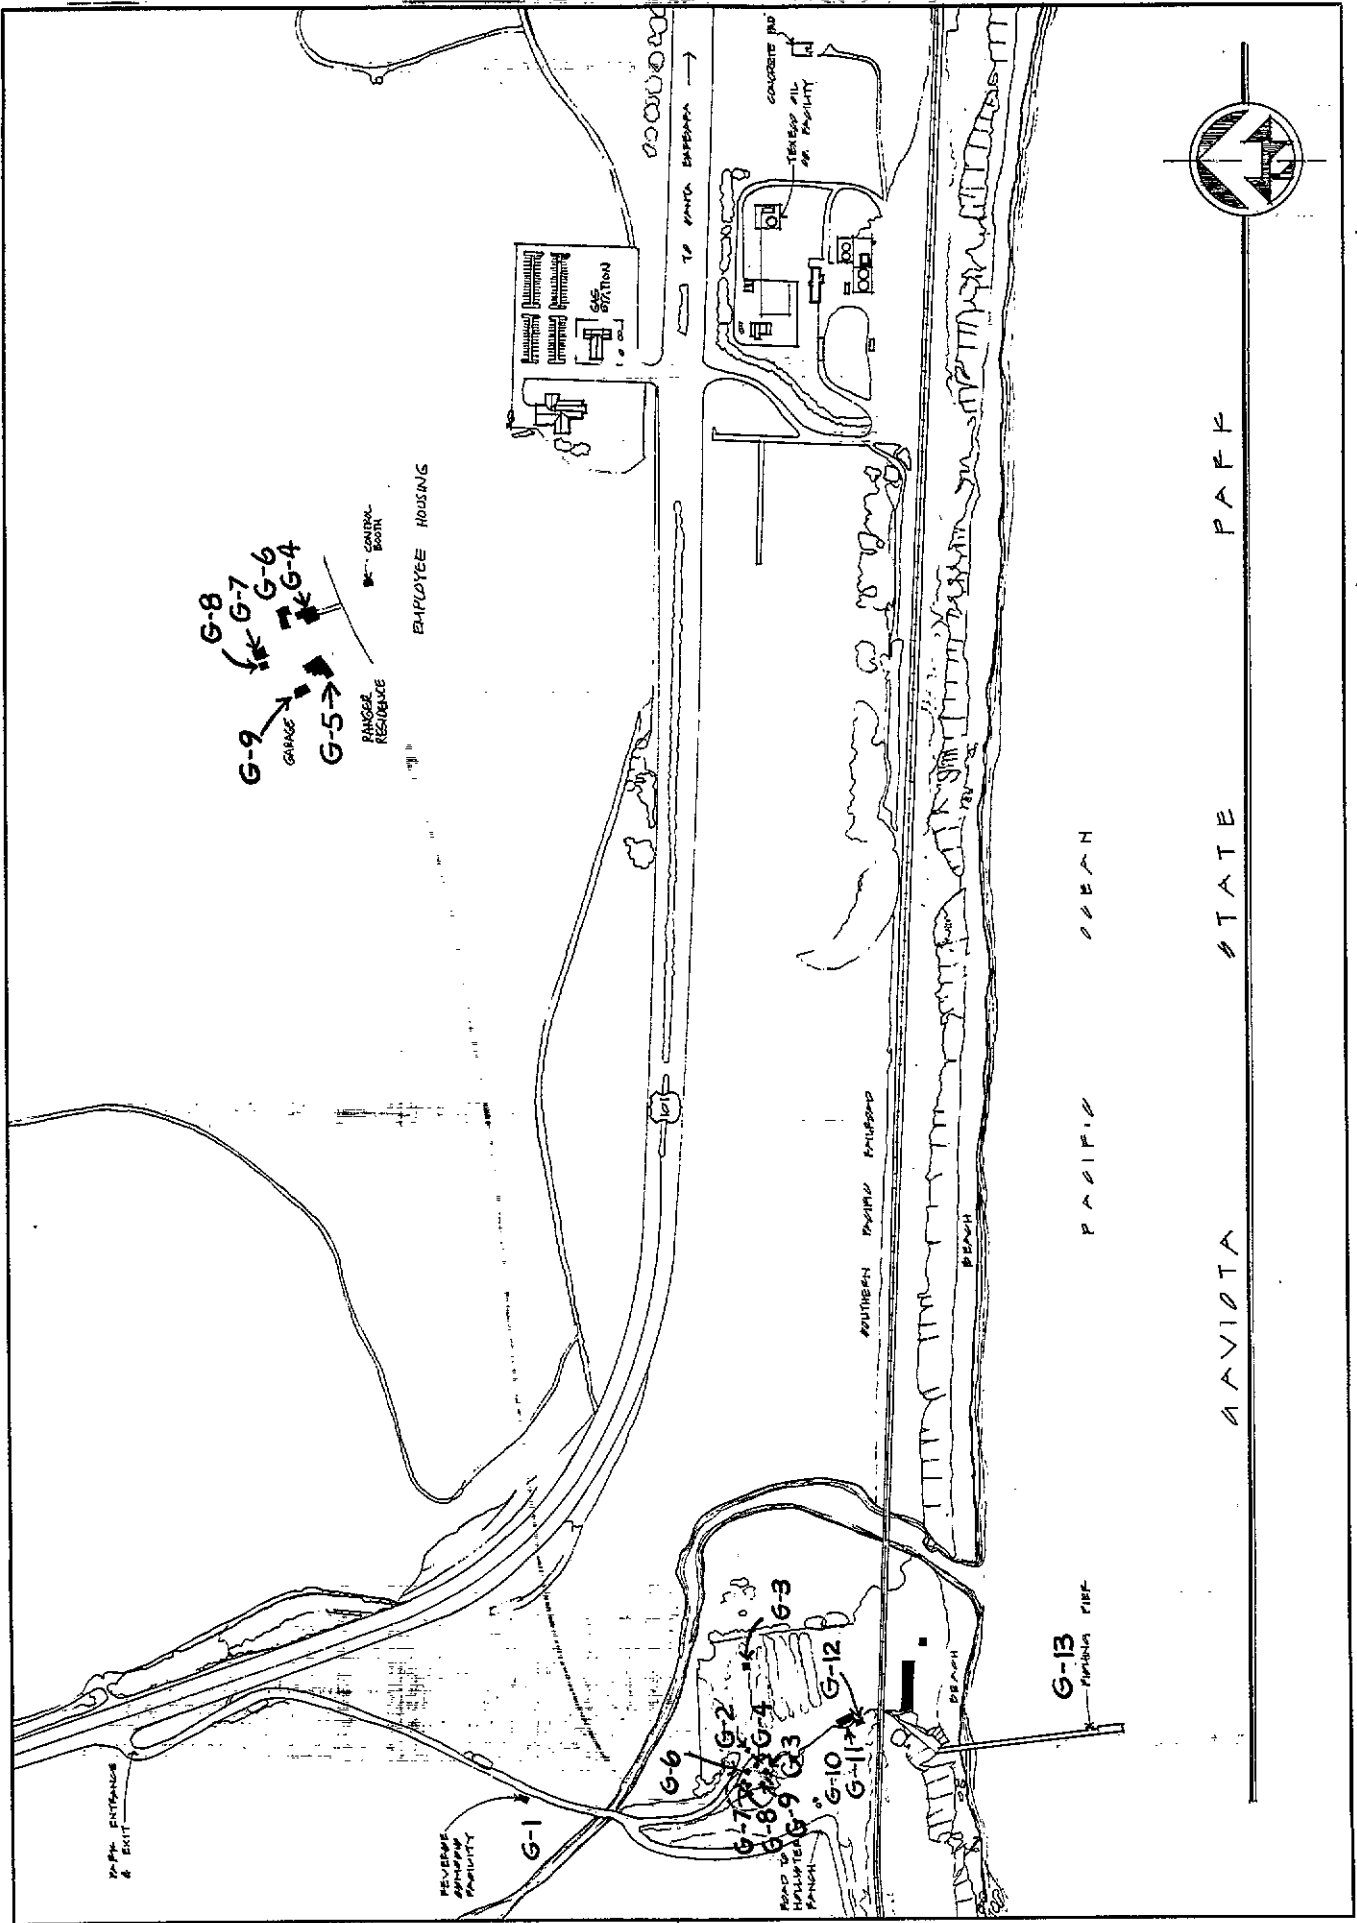 GAVIOTA STATE PARK
PACIFIC OCEAN
PARK ENTRANCE
& EXIT
REVERSE
OSMOSIS
FACILITY
G-1
G-6
G-2
G-4
G-3
G-3
G-7
G-8
G-9
ROAD TO
HOLLISTER
RANCH
G-10
G-11
G-12
BEACH
G-13
FISHING PIER
SOUTHERN PACIFIC RAILROAD
BEACH
101
G-9
GARAGE
G-5
RANGER
RESIDENCE
G-8
G-7
G-6
G-4
CONTROL
BOOTH
EMPLOYEE HOUSING
GAS
STATION
TO SANTA BARBARA
CONCRETE PAD
TEXACO OIL
FACILITY